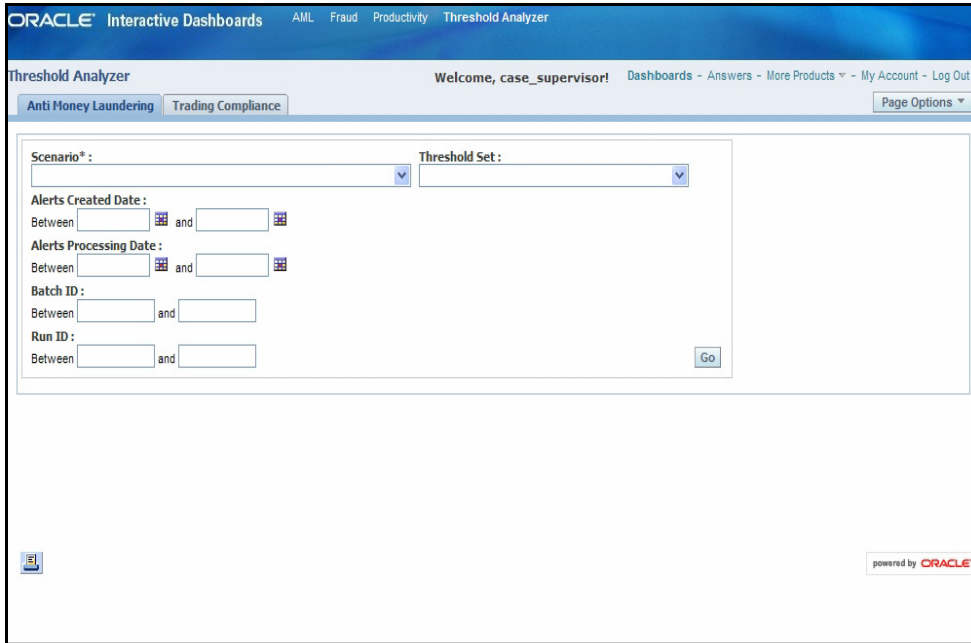 ORACLE® Interactive Dashboards AML Fraud Productivity Threshold Analyzer
Threshold Analyzer Welcome, case_supervisor! Dashboards - Answers - More Products - My Account - Log Out
Anti Money Laundering Trading Compliance Page Options
Scenario* : Threshold Set :
Alerts Created Date :
Between and
Alerts Processing Date :
Between and
Batch ID :
Between and
Run ID :
Between and Go
powered by ORACLE®